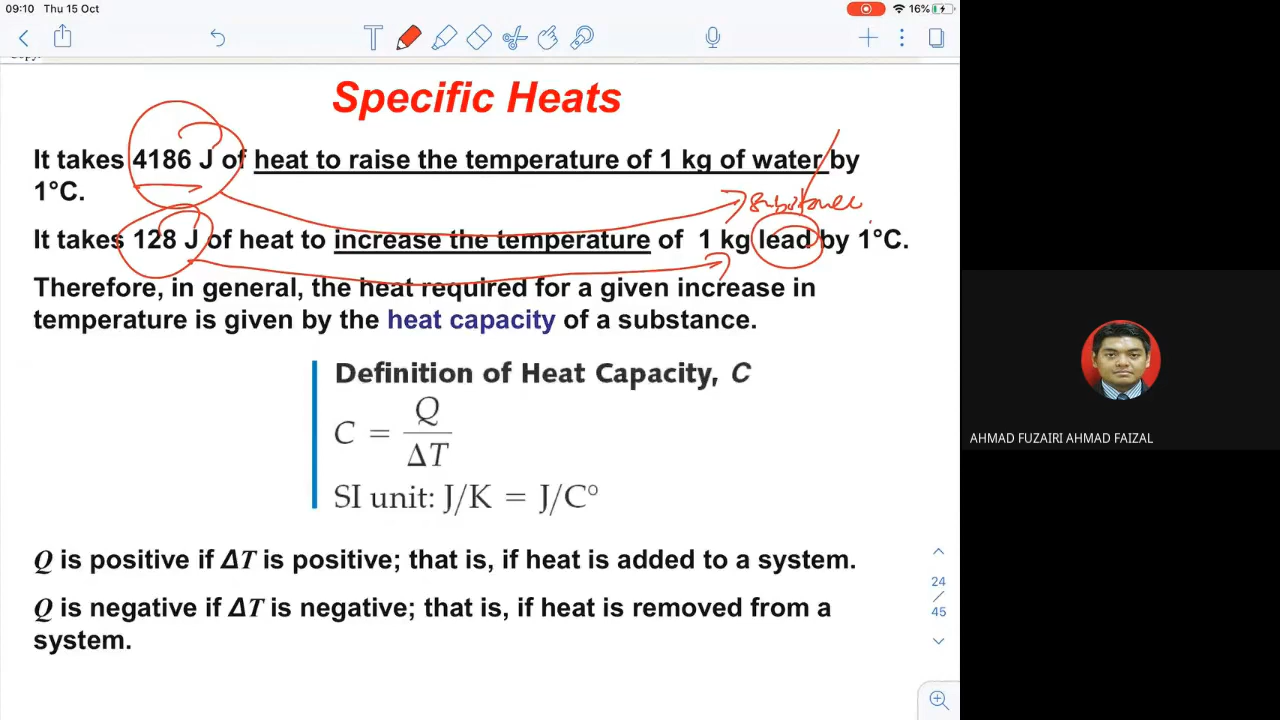 09:10 Thu 15 Oct
16%
Specific Heats
It takes 4186 J of heat to raise the temperature of 1 kg of water by
1°C.
substance
It takes 128 J of heat to increase the temperature of 1 kg lead by 1°C.
Therefore, in general, the heat required for a given increase in
temperature is given by the heat capacity of a substance.
Definition of Heat Capacity, C
C = Q / ΔT
SI unit: J/K = J/C°
Q is positive if ΔT is positive; that is, if heat is added to a system.
Q is negative if ΔT is negative; that is, if heat is removed from a
system.
24
/
45
AHMAD FUZAIRI AHMAD FAIZAL